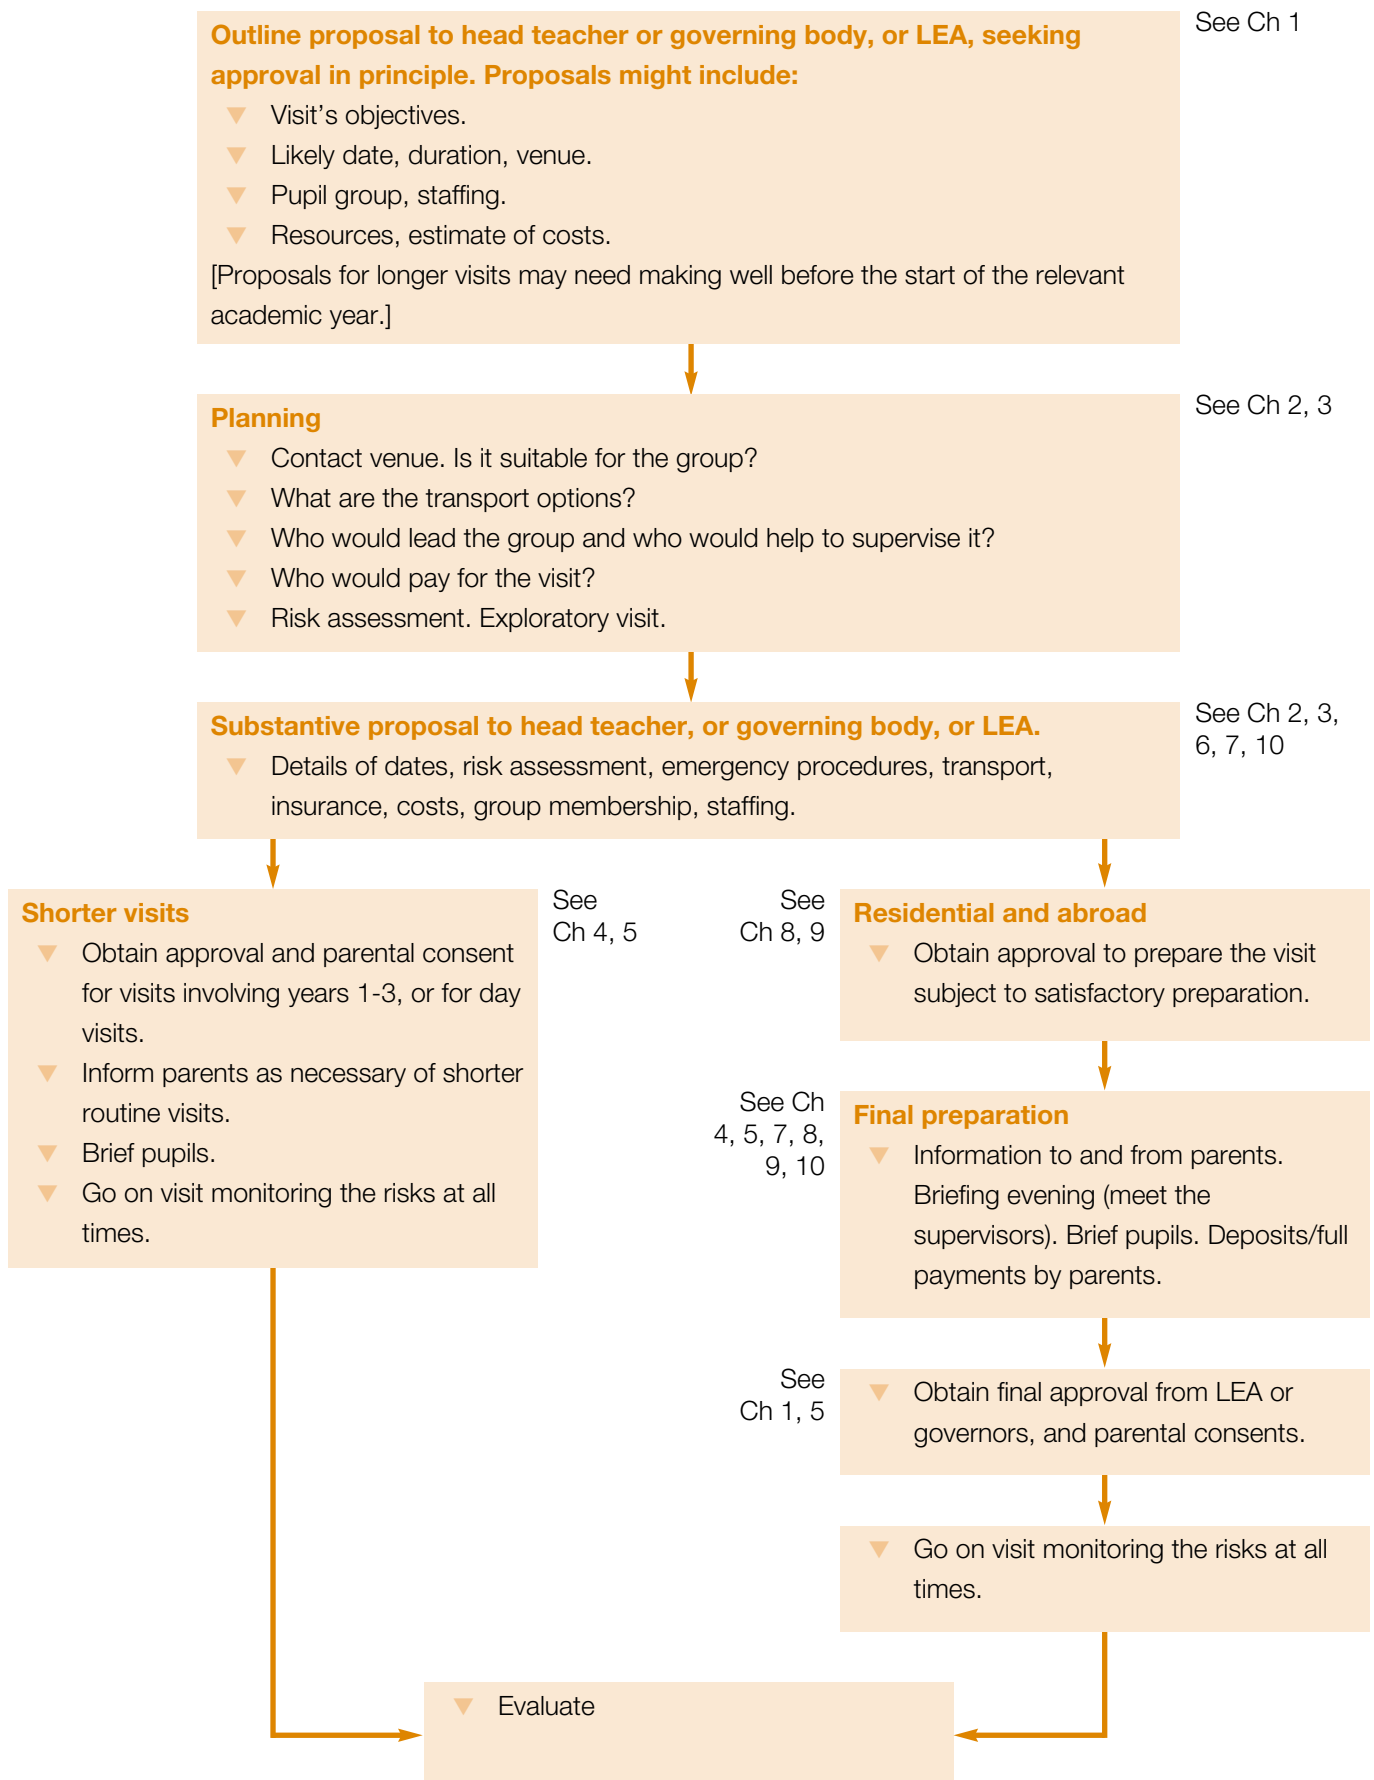 Outline proposal to head teacher or governing body, or LEA, seeking
approval in principle. Proposals might include:
Visit's objectives.
Likely date, duration, venue.
Pupil group, staffing.
Resources, estimate of costs.
[Proposals for longer visits may need making well before the start of the relevant
academic year.]
See Ch 1
Planning
Contact venue. Is it suitable for the group?
What are the transport options?
Who would lead the group and who would help to supervise it?
Who would pay for the visit?
Risk assessment. Exploratory visit.
See Ch 2, 3
Substantive proposal to head teacher, or governing body, or LEA.
Details of dates, risk assessment, emergency procedures, transport,
insurance, costs, group membership, staffing.
See Ch 2, 3,
6, 7, 10
Shorter visits
Obtain approval and parental consent
for visits involving years 1-3, or for day
visits.
Inform parents as necessary of shorter
routine visits.
Brief pupils.
Go on visit monitoring the risks at all
times.
See
Ch 4, 5
See
Ch 8, 9
Residential and abroad
Obtain approval to prepare the visit
subject to satisfactory preparation.
See Ch
4, 5, 7, 8,
9, 10
Final preparation
Information to and from parents.
Briefing evening (meet the
supervisors). Brief pupils. Deposits/full
payments by parents.
See
Ch 1, 5
Obtain final approval from LEA or
governors, and parental consents.
Go on visit monitoring the risks at all
times.
Evaluate